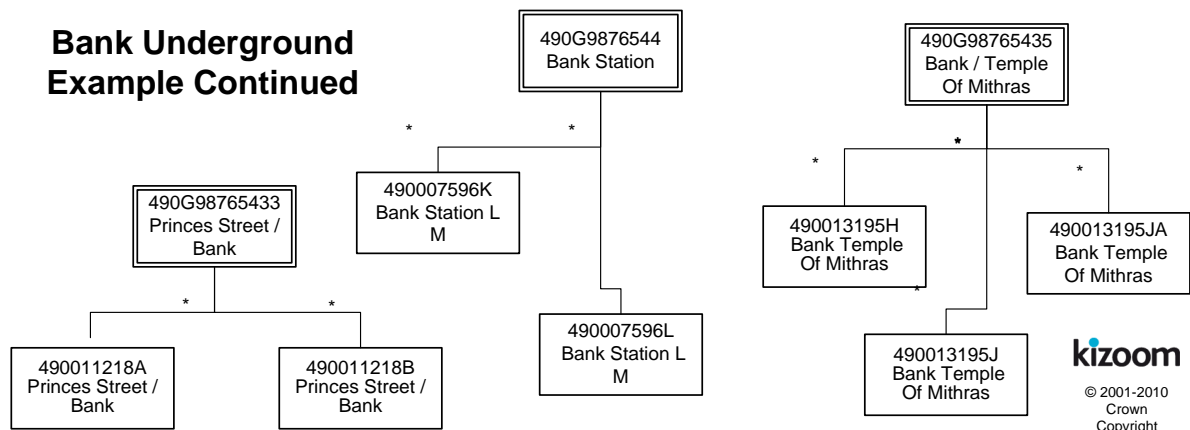 Bank Underground
Example Continued
490G9876544
Bank Station
490G98765435
Bank / Temple
Of Mithras
*
*
*
*
*
490G98765433
Princes Street /
Bank
490007596K
Bank Station L
M
490013195H
Bank Temple
Of Mithras
490013195JA
Bank Temple
Of Mithras
*
*
*
490011218A
Princes Street /
Bank
490011218B
Princes Street /
Bank
490007596L
Bank Station L
M
490013195J
Bank Temple
Of Mithras
kizoom
© 2001-2010
Crown
Copyright